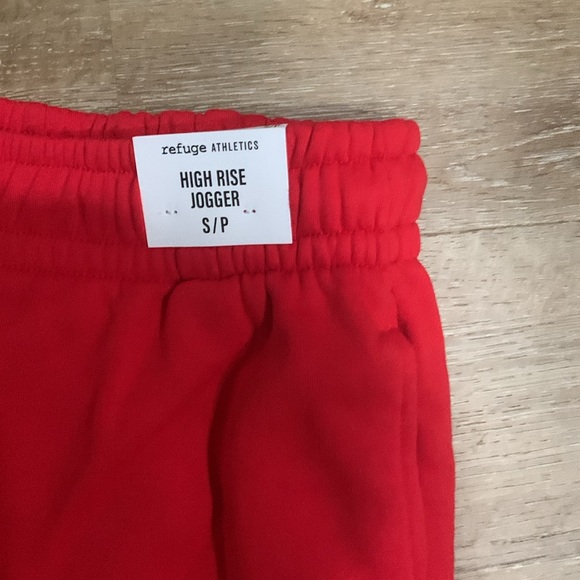 refuge ATHLETICS
HIGH RISE
JOGGER
S/P